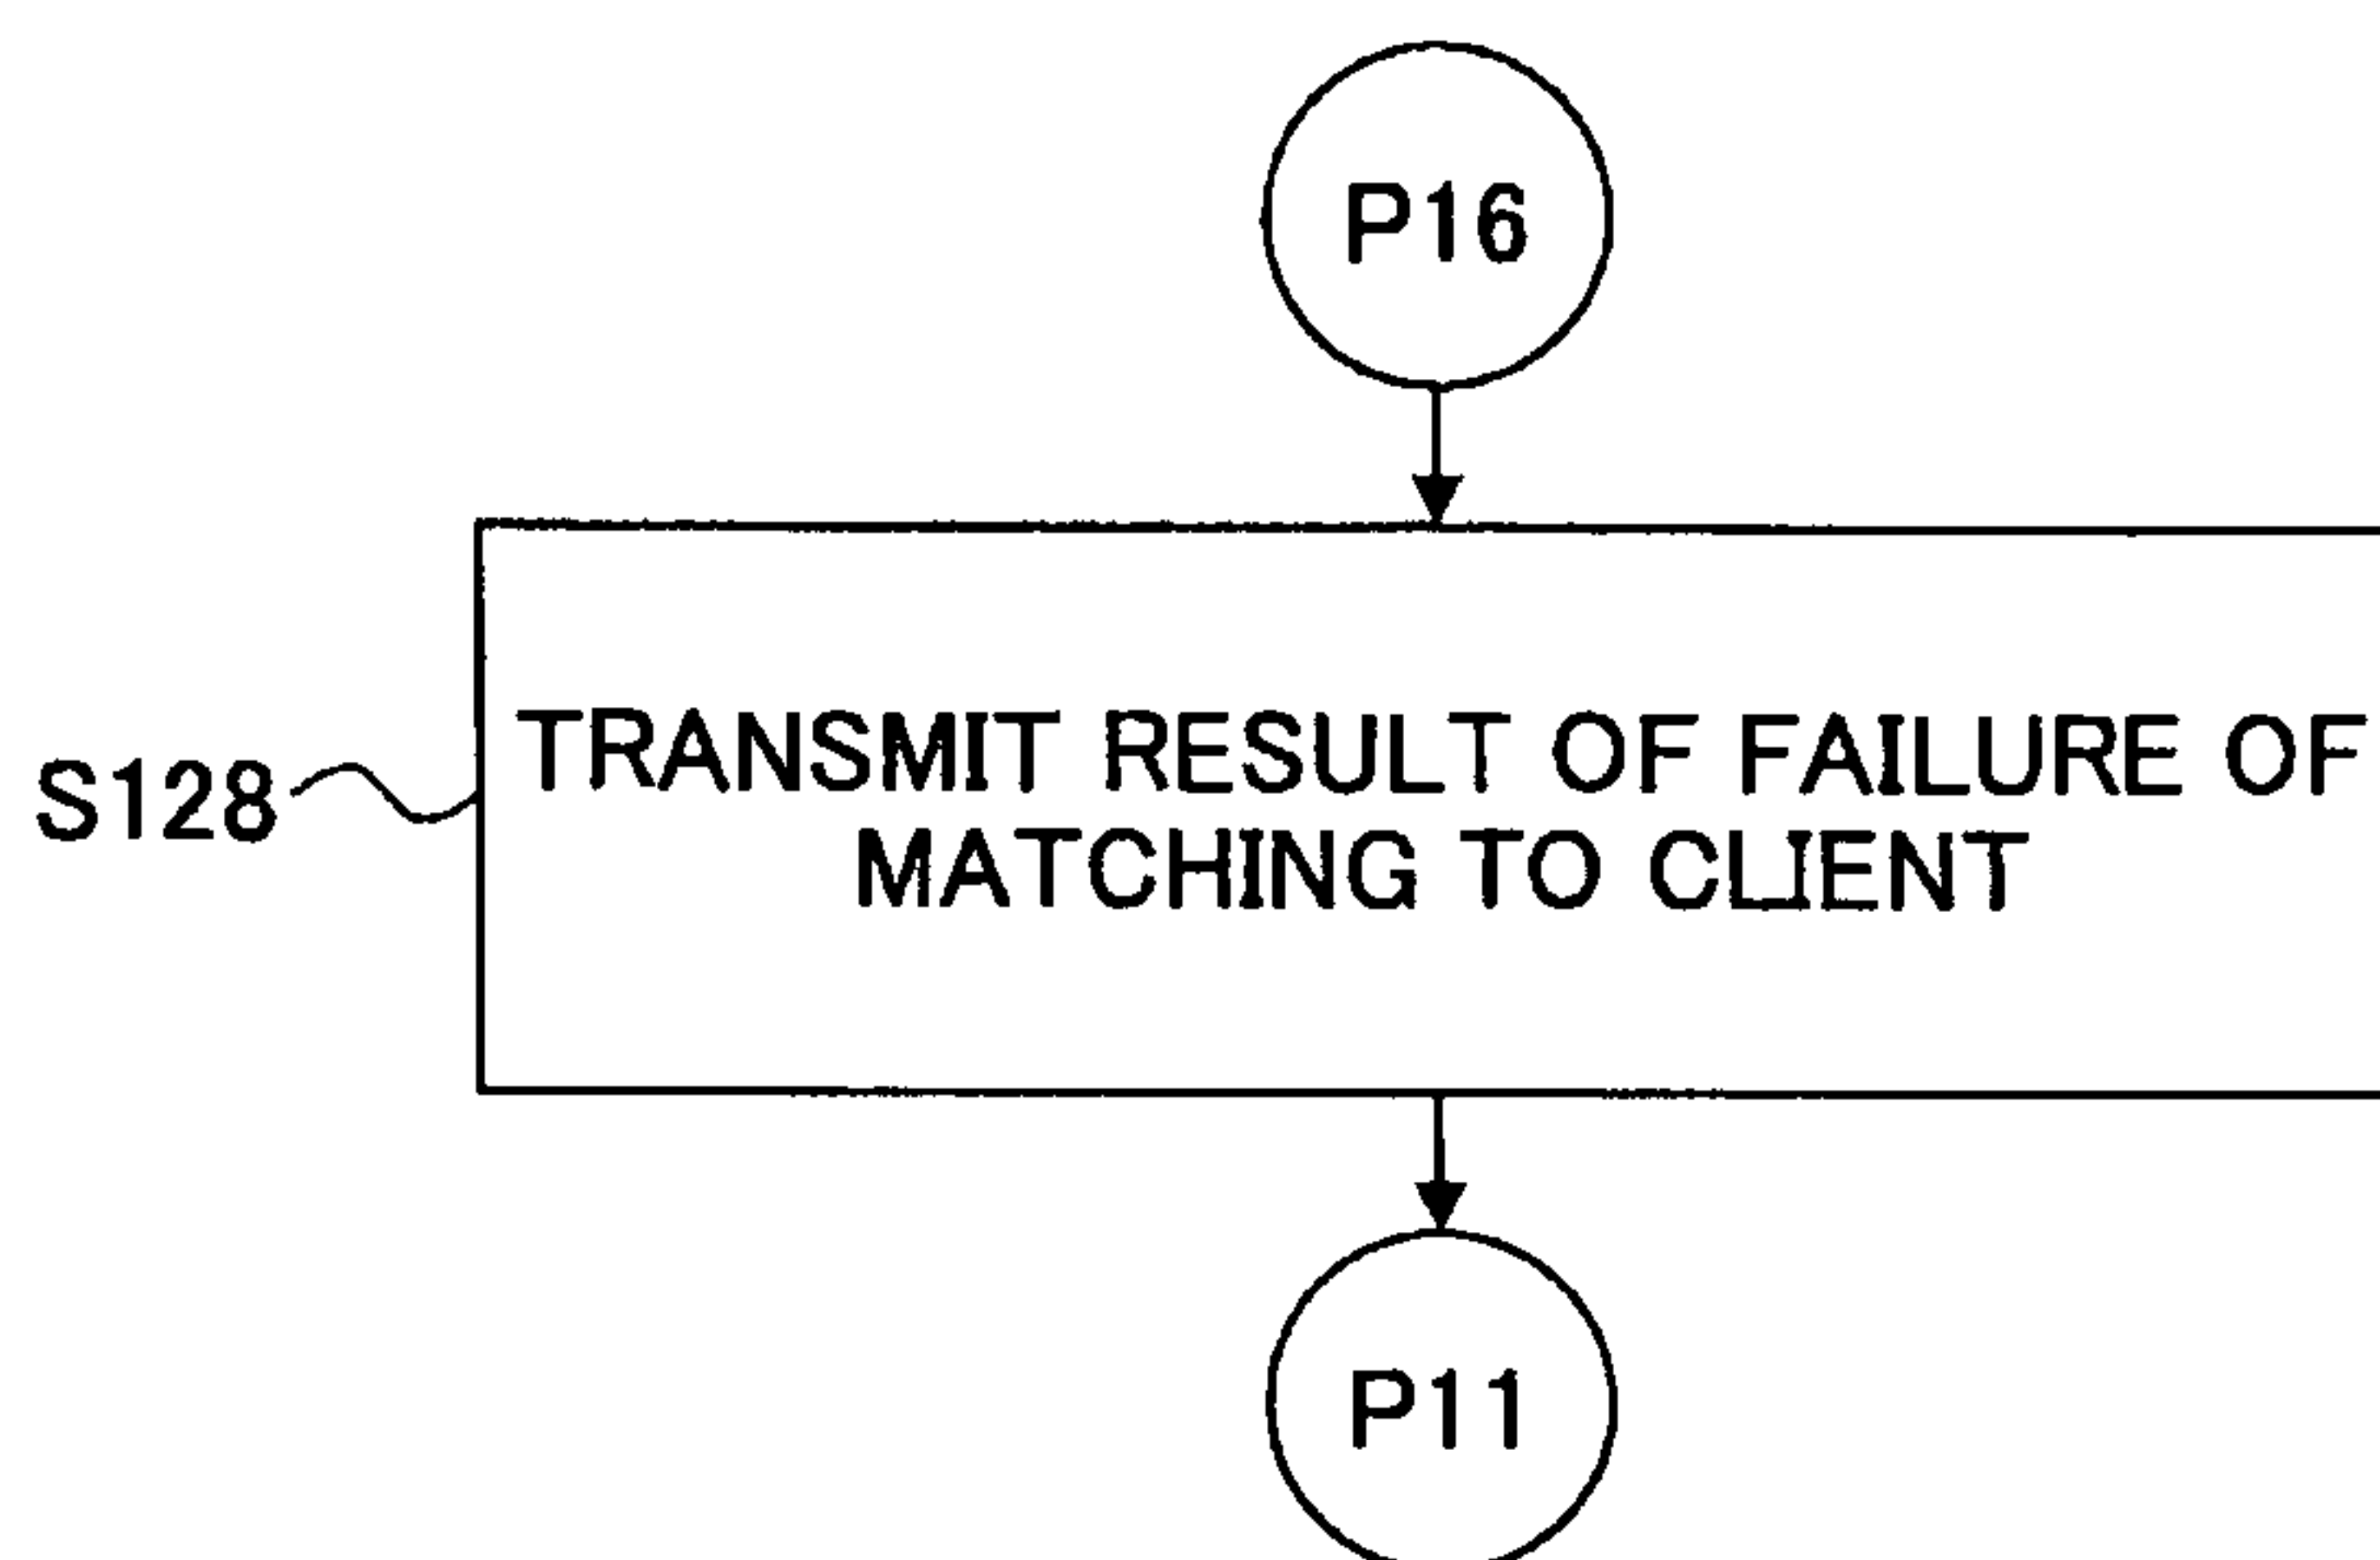 P16
S128
TRANSMIT RESULT OF FAILURE OF
MATCHING TO CLIENT
P11